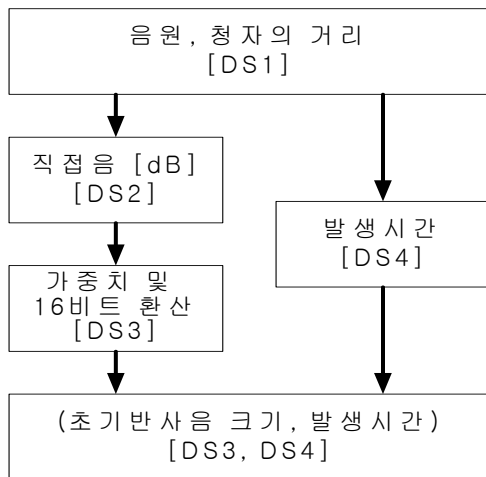 음원, 청자의 거리
[DS1]
직접음 [dB]
[DS2]
발생시간
[DS4]
가중치 및
16비트 환산
[DS3]
(초기반사음 크기, 발생시간)
[DS3, DS4]